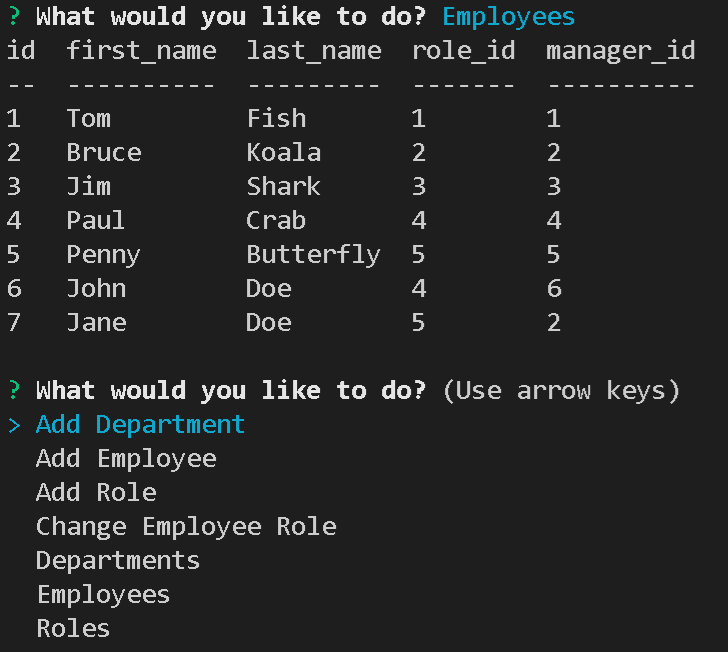 ? What would you like to do? Employees
id  first_name  last_name  role_id  manager_id
--  ----------  ---------  -------  ----------
1   Tom         Fish       1        1
2   Bruce       Koala      2        2
3   Jim         Shark      3        3
4   Paul        Crab       4        4
5   Penny       Butterfly  5        5
6   John        Doe        4        6
7   Jane        Doe        5        2

? What would you like to do? (Use arrow keys)
> Add Department
  Add Employee
  Add Role
  Change Employee Role
  Departments
  Employees
  Roles